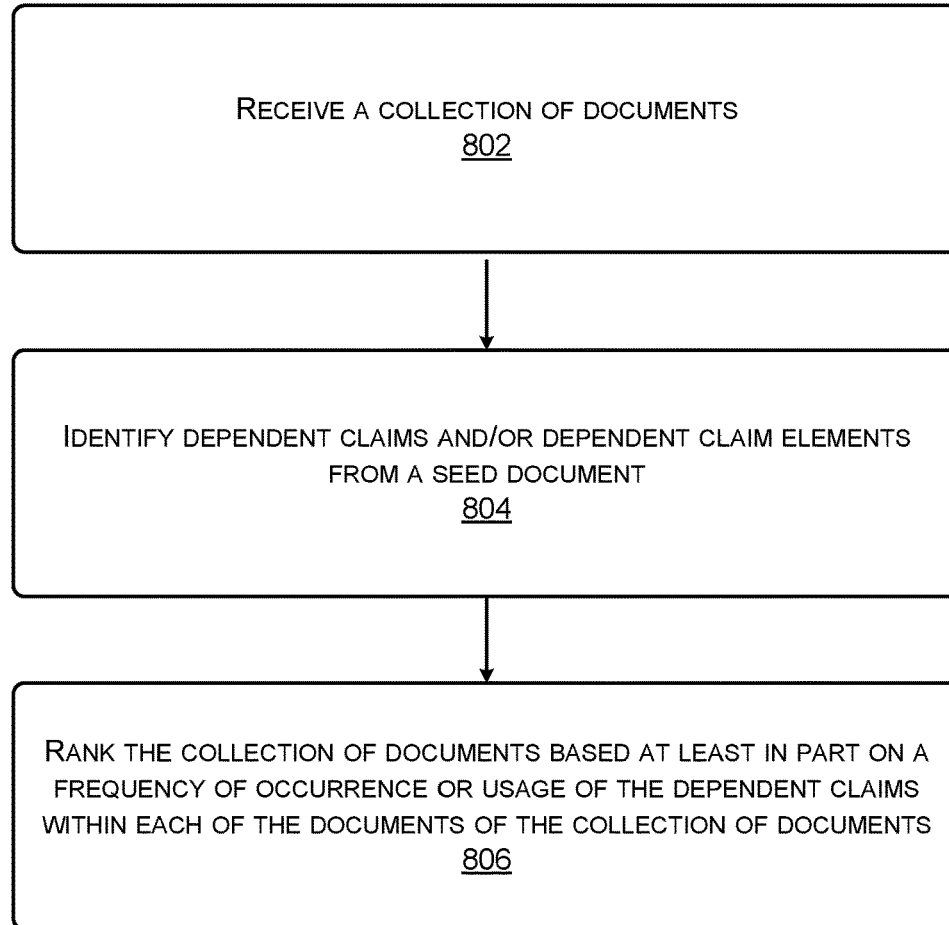 RECEIVE A COLLECTION OF DOCUMENTS
802
IDENTIFY DEPENDENT CLAIMS AND/OR DEPENDENT CLAIM ELEMENTS
FROM A SEED DOCUMENT
804
RANK THE COLLECTION OF DOCUMENTS BASED AT LEAST IN PART ON A
FREQUENCY OF OCCURRENCE OR USAGE OF THE DEPENDENT CLAIMS
WITHIN EACH OF THE DOCUMENTS OF THE COLLECTION OF DOCUMENTS
806